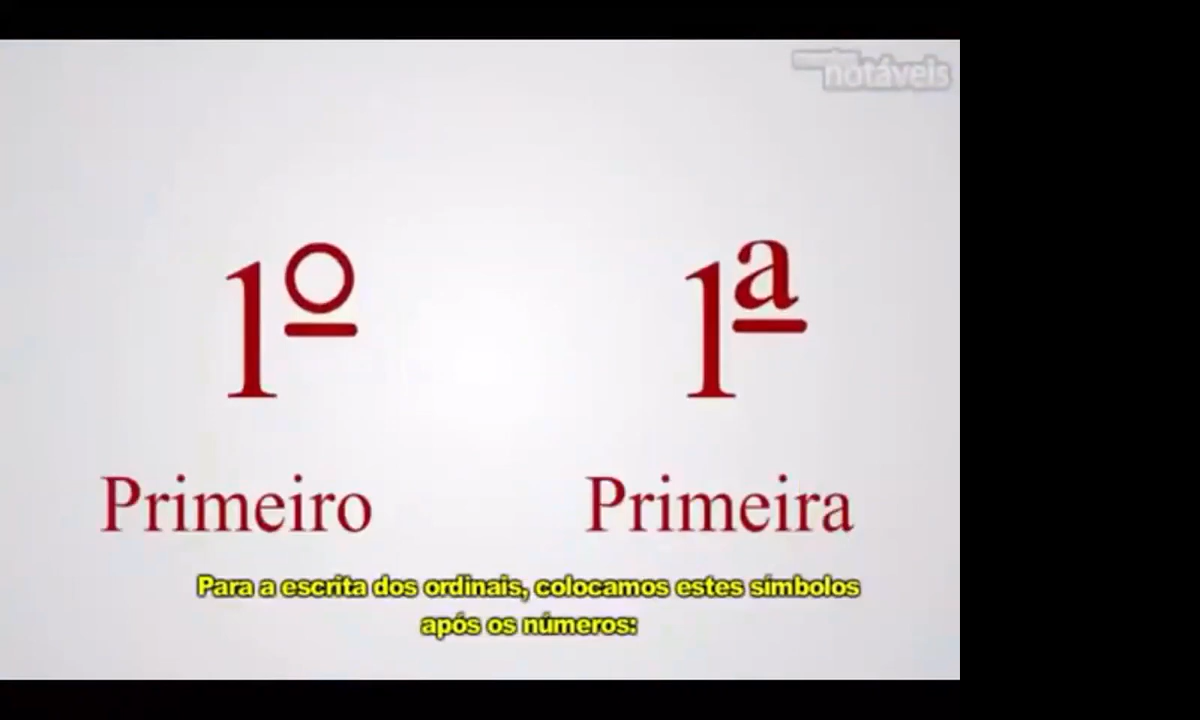 notáveis
1º 1ª
Primeiro Primeira
Para a escrita dos ordinais, colocamos estes símbolos
após os números: